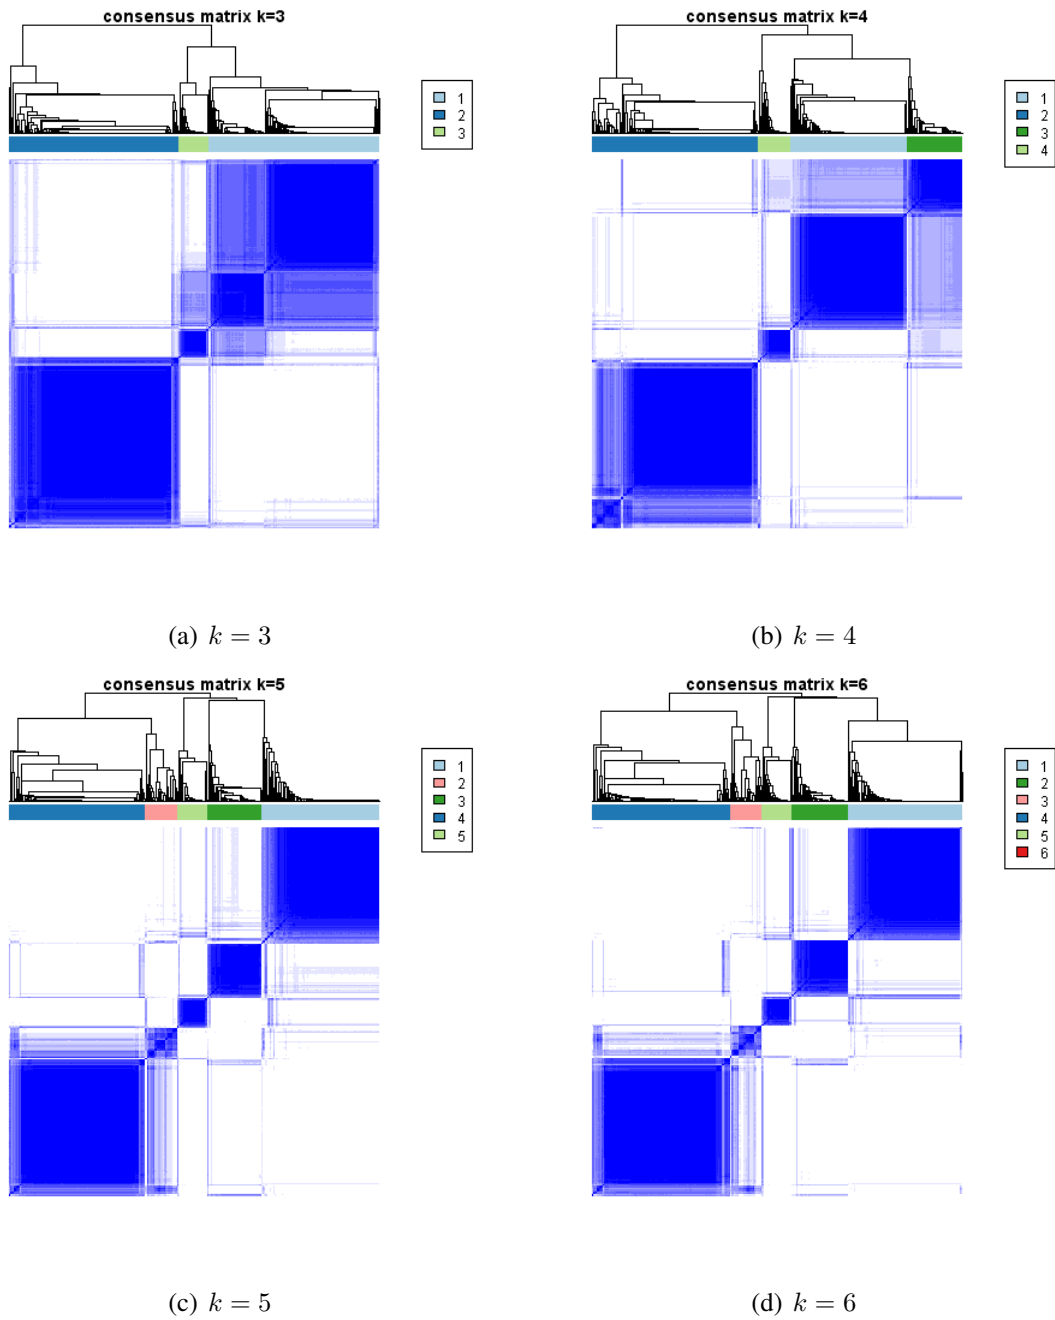 consensus matrix k=3
1
2
3
(a) k = 3
consensus matrix k=4
1
2
3
4
(b) k = 4
consensus matrix k=5
1
2
3
4
5
(c) k = 5
consensus matrix k=6
1
2
3
4
5
6
(d) k = 6